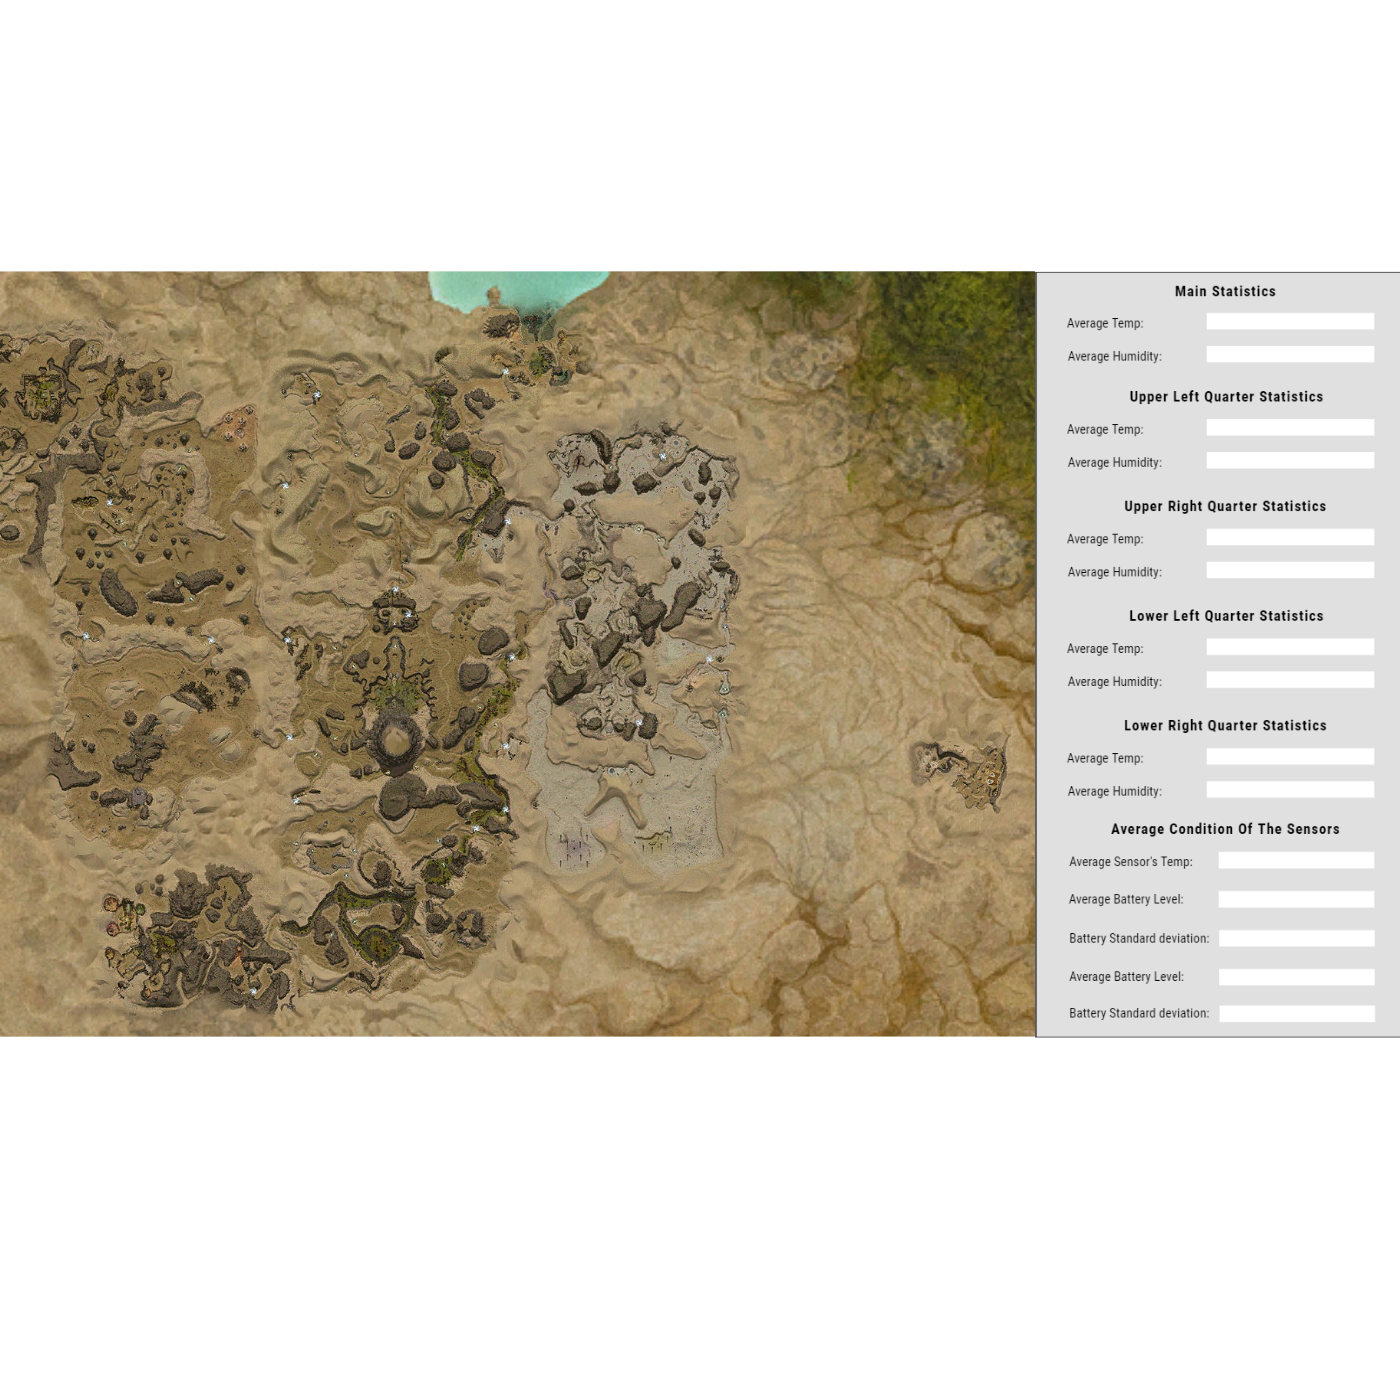 Main Statistics
Average Temp:
Average Humidity:
Upper Left Quarter Statistics
Average Temp:
Average Humidity:
Upper Right Quarter Statistics
Average Temp:
Average Humidity:
Lower Left Quarter Statistics
Average Temp:
Average Humidity:
Lower Right Quarter Statistics
Average Temp:
Average Humidity:
Average Condition Of The Sensors
Average Sensor's Temp:
Average Battery Level:
Battery Standard deviation:
Average Battery Level:
Battery Standard deviation: